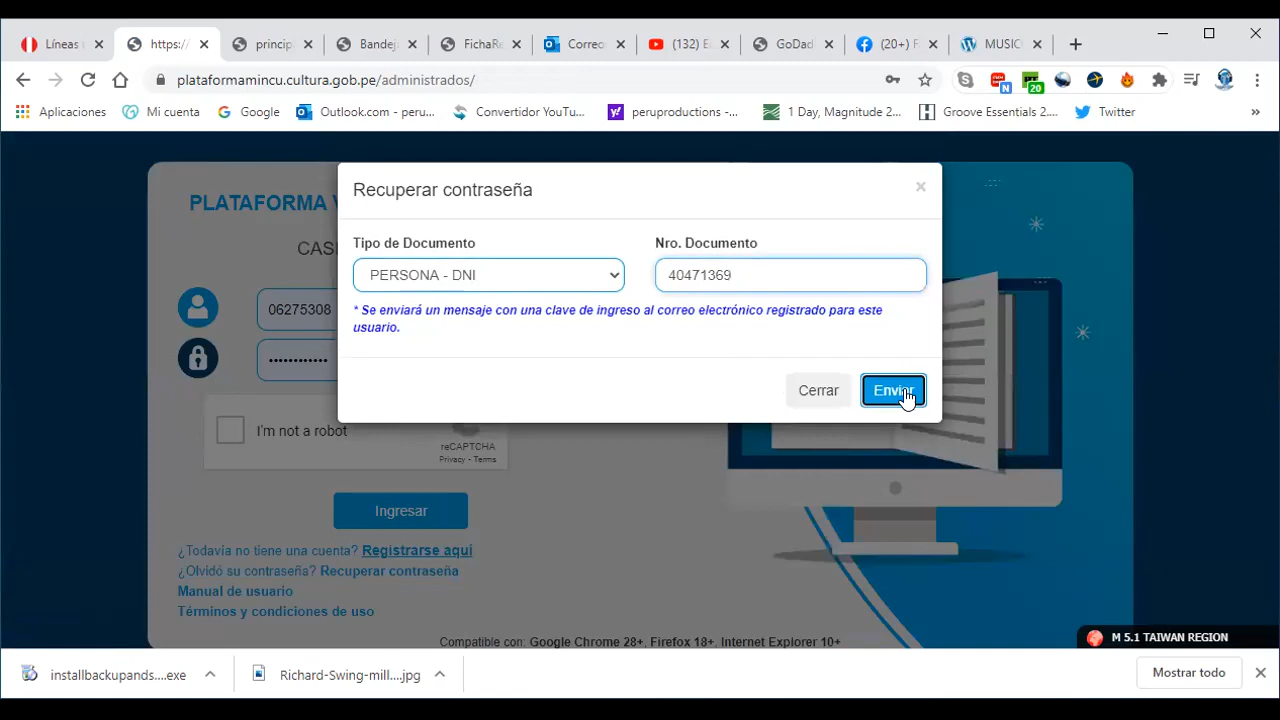 Líneas
https:/
princip
Bandej
FichaRe
Correo
(132) E
GoDad
(20+) F
MUSIC
plataformamincu.cultura.gob.pe/administrados/
N
20
Aplicaciones
Mi cuenta
Google
Outlook.com - peru...
Convertidor YouTu...
peruproductions -...
1 Day, Magnitude 2...
Groove Essentials 2....
Twitter
»
Recuperar contraseña
×
PLATAFORMA V
CASI
Tipo de Documento
Nro. Documento
PERSONA - DNI
40471369
* Se enviará un mensaje con una clave de ingreso al correo electrónico registrado para este
usuario.
06275308
••••••••••••
Cerrar
Enviar
I'm not a robot
reCAPTCHA
Privacy - Terms
Ingresar
¿Todavía no tiene una cuenta? Registrarse aquí
¿Olvidó su contraseña? Recuperar contraseña
Manual de usuario
Términos y condiciones de uso
Compatible con: Google Chrome 28+, Firefox 18+, Internet Explorer 10+
M 5.1 TAIWAN REGION
installbackupands....exe
Richard-Swing-mill....jpg
Mostrar todo